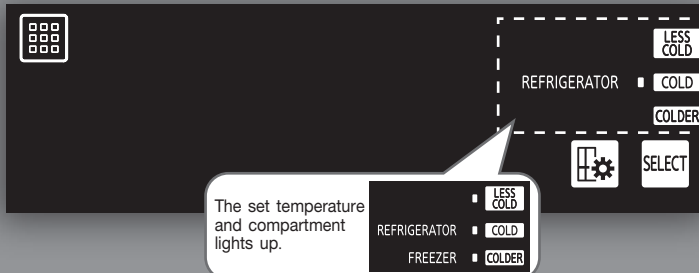 LESS
COLD
REFRIGERATOR COLD
COLDER
SELECT
The set temperature
and compartment
lights up.
LESS
COLD
REFRIGERATOR COLD
FREEZER COLDER